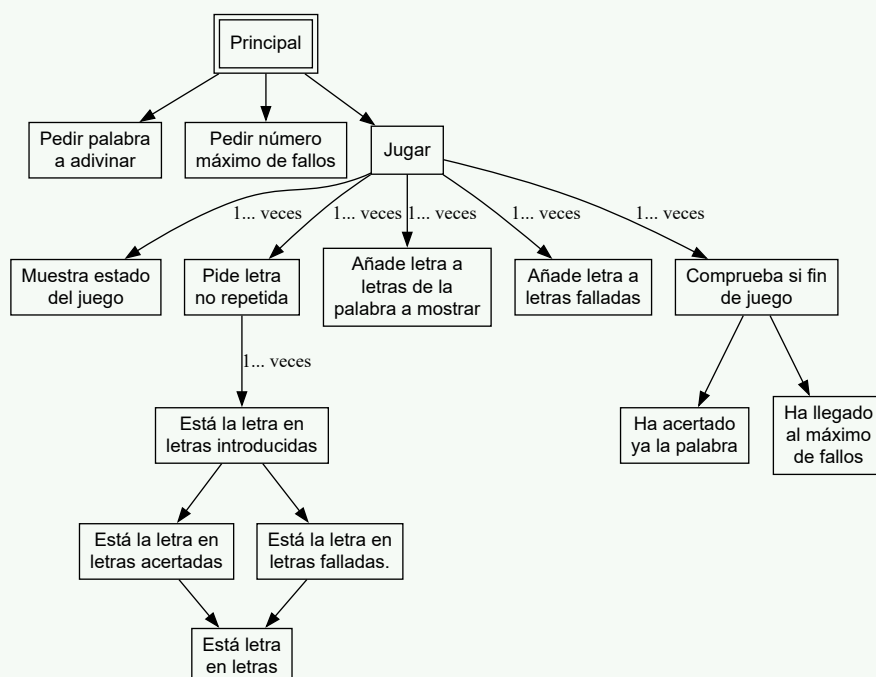 Principal
Pedir palabra
a adivinar
Pedir número
máximo de fallos
Jugar
1... veces
1... veces
1... veces
1... veces
1... veces
Muestra estado
del juego
Pide letra
no repetida
Añade letra a
letras de la
palabra a mostrar
Añade letra a
letras falladas
Comprueba si fin
de juego
1... veces
Está la letra en
letras introducidas
Ha acertado
ya la palabra
Ha llegado
al máximo
de fallos
Está la letra en
letras acertadas
Está la letra en
letras falladas.
Está letra
en letras